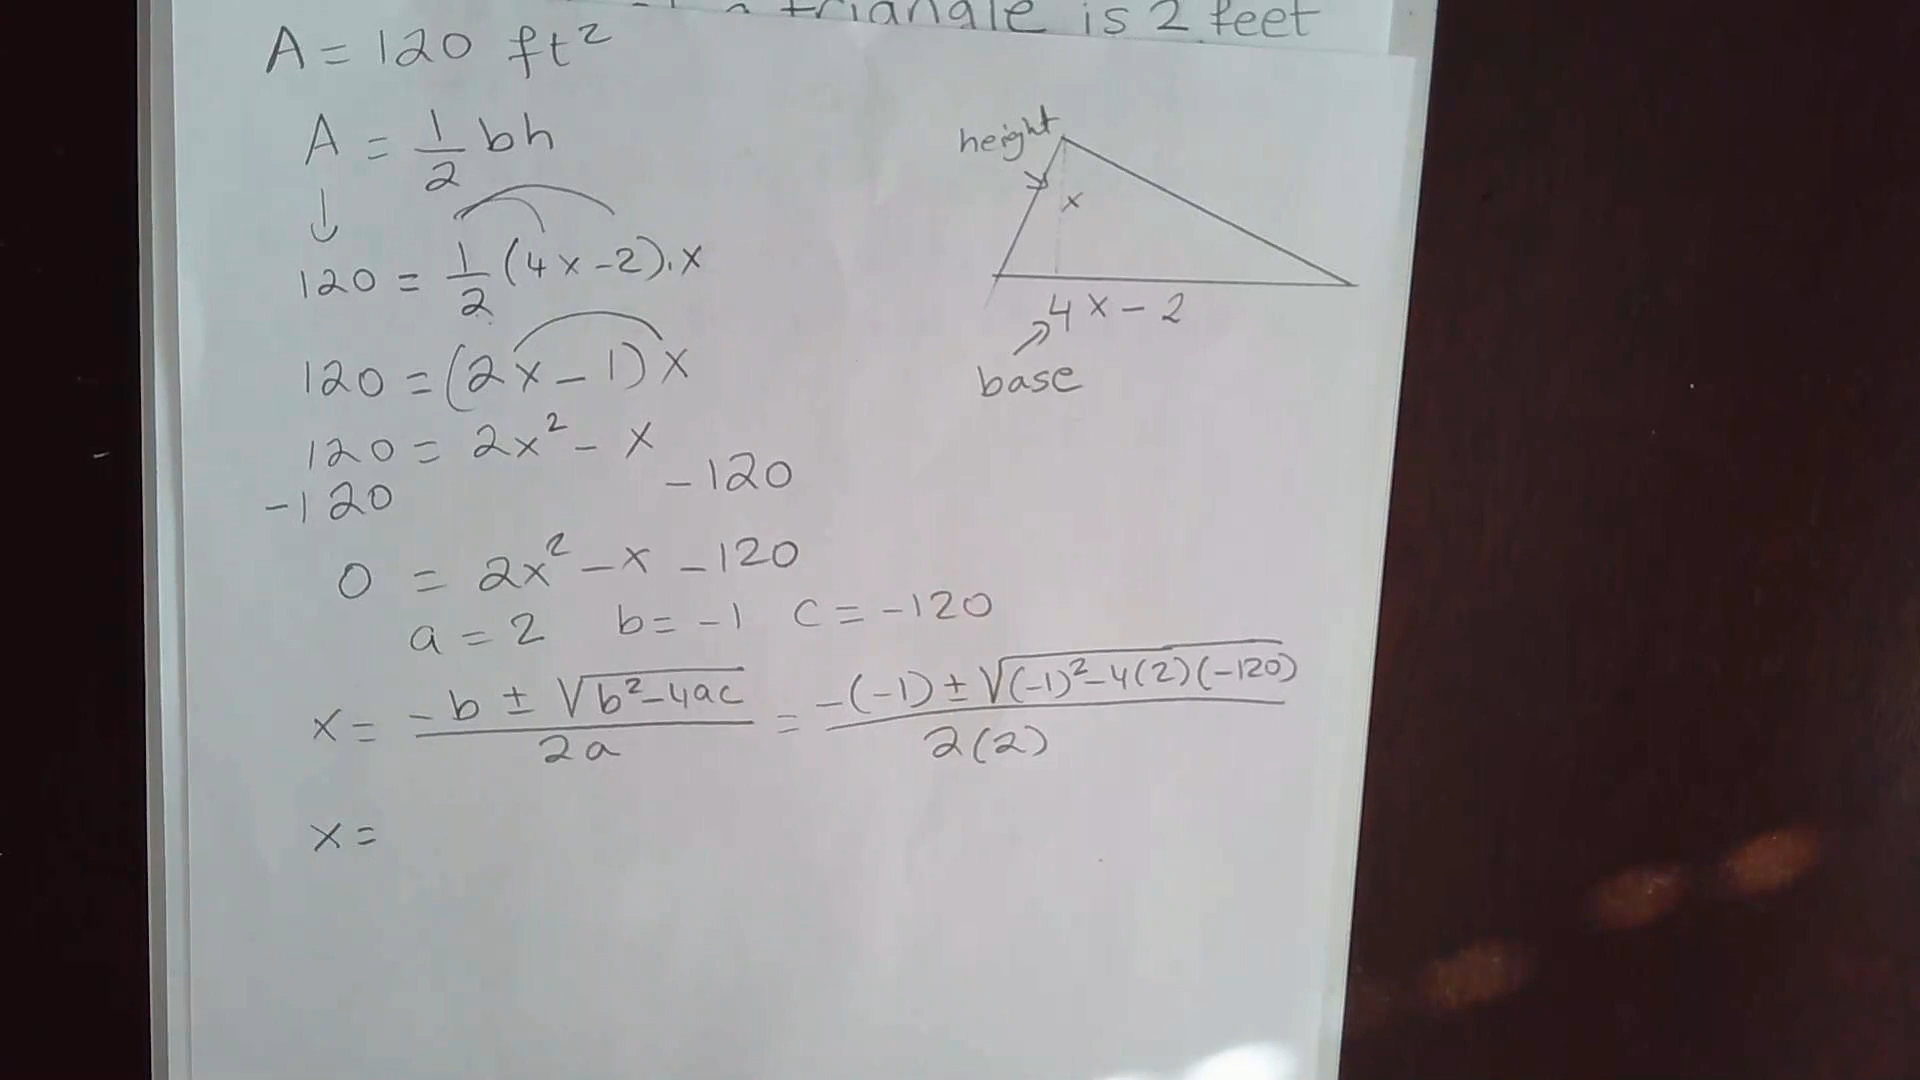 triangle is 2 feet
A = 120 ft²
A = 1/2 bh
↓
120 = 1/2 (4x - 2).x
120 = (2x - 1)x
120 = 2x² - x
-120 - 120
0 = 2x² - x - 120
a = 2 b = -1 c = -120
x = (-b ± √(b² - 4ac))/2a = (-(-1) ± √((-1)² - 4(2)(-120)))/2(2)
x =
height
x
4x - 2
base